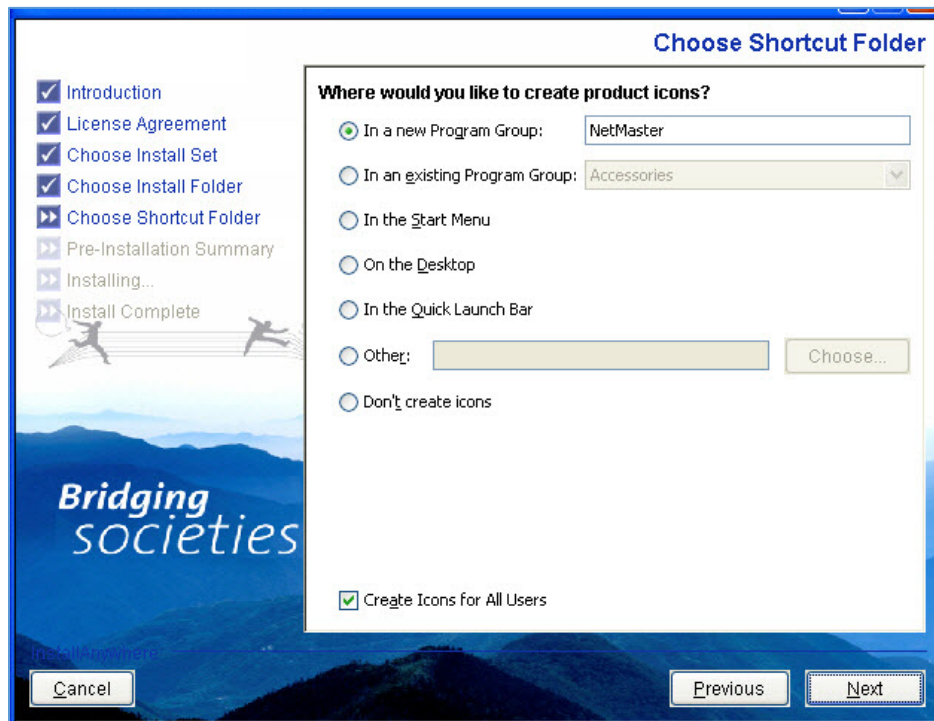 Choose Shortcut Folder
Introduction
License Agreement
Choose Install Set
Choose Install Folder
Choose Shortcut Folder
Pre-Installation Summary
Installing...
Install Complete
Bridging
societies
Where would you like to create product icons?
In a new Program Group: NetMaster
In an existing Program Group: Accessories
In the Start Menu
On the Desktop
In the Quick Launch Bar
Other: Choose...
Don't create icons
Create Icons for All Users
InstallAnywhere
Cancel Previous Next